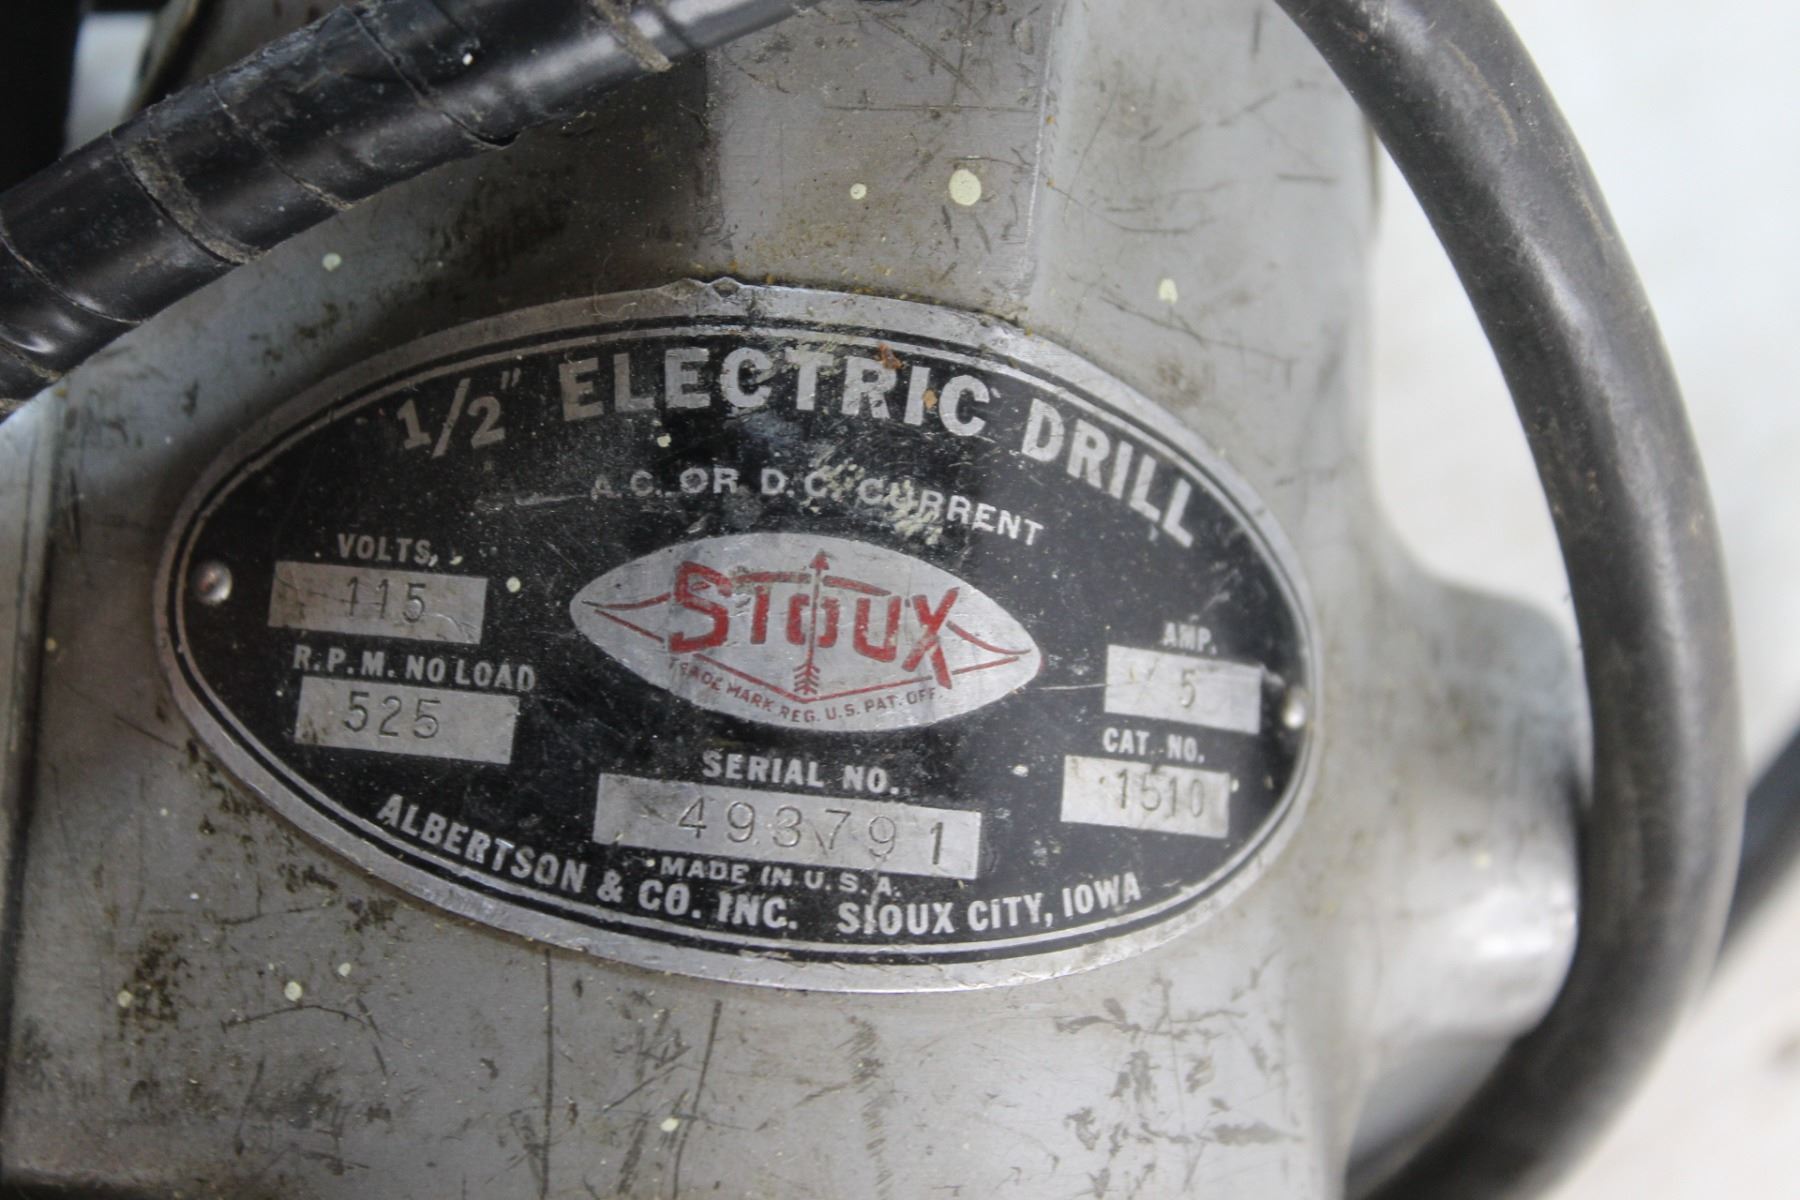 1/2" ELECTRIC DRILL
A.C. OR D.C. CURRENT
VOLTS
115
R.P.M. NO LOAD
525
SIOUX
TRADE MARK REG. U.S. PAT. OFF.
AMP.
5
CAT. NO.
1510
SERIAL NO.
493791
MADE IN U.S.A.
ALBERTSON & CO. INC. SIOUX CITY, IOWA